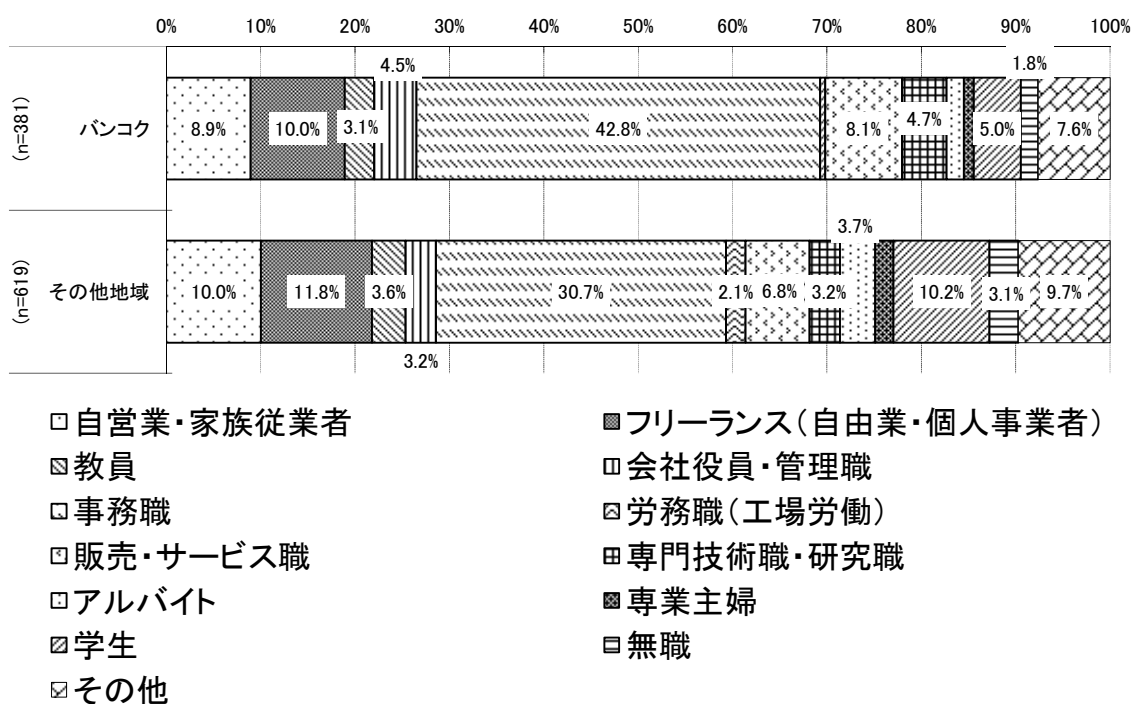 0% 10% 20% 30% 40% 50% 60% 70% 80% 90% 100%
4.5% 1.8%
(n=381) バンコク 8.9% 10.0% 3.1% 42.8% 8.1% 4.7% 5.0% 7.6%
3.7%
(n=619) その他地域 10.0% 11.8% 3.6% 30.7% 2.1% 6.8% 3.2% 10.2% 3.1% 9.7%
3.2%
自営業・家族従業者 フリーランス(自由業・個人事業者)
教員 会社役員・管理職
事務職 労務職(工場労働)
販売・サービス職 専門技術職・研究職
アルバイト 専業主婦
学生 無職
その他